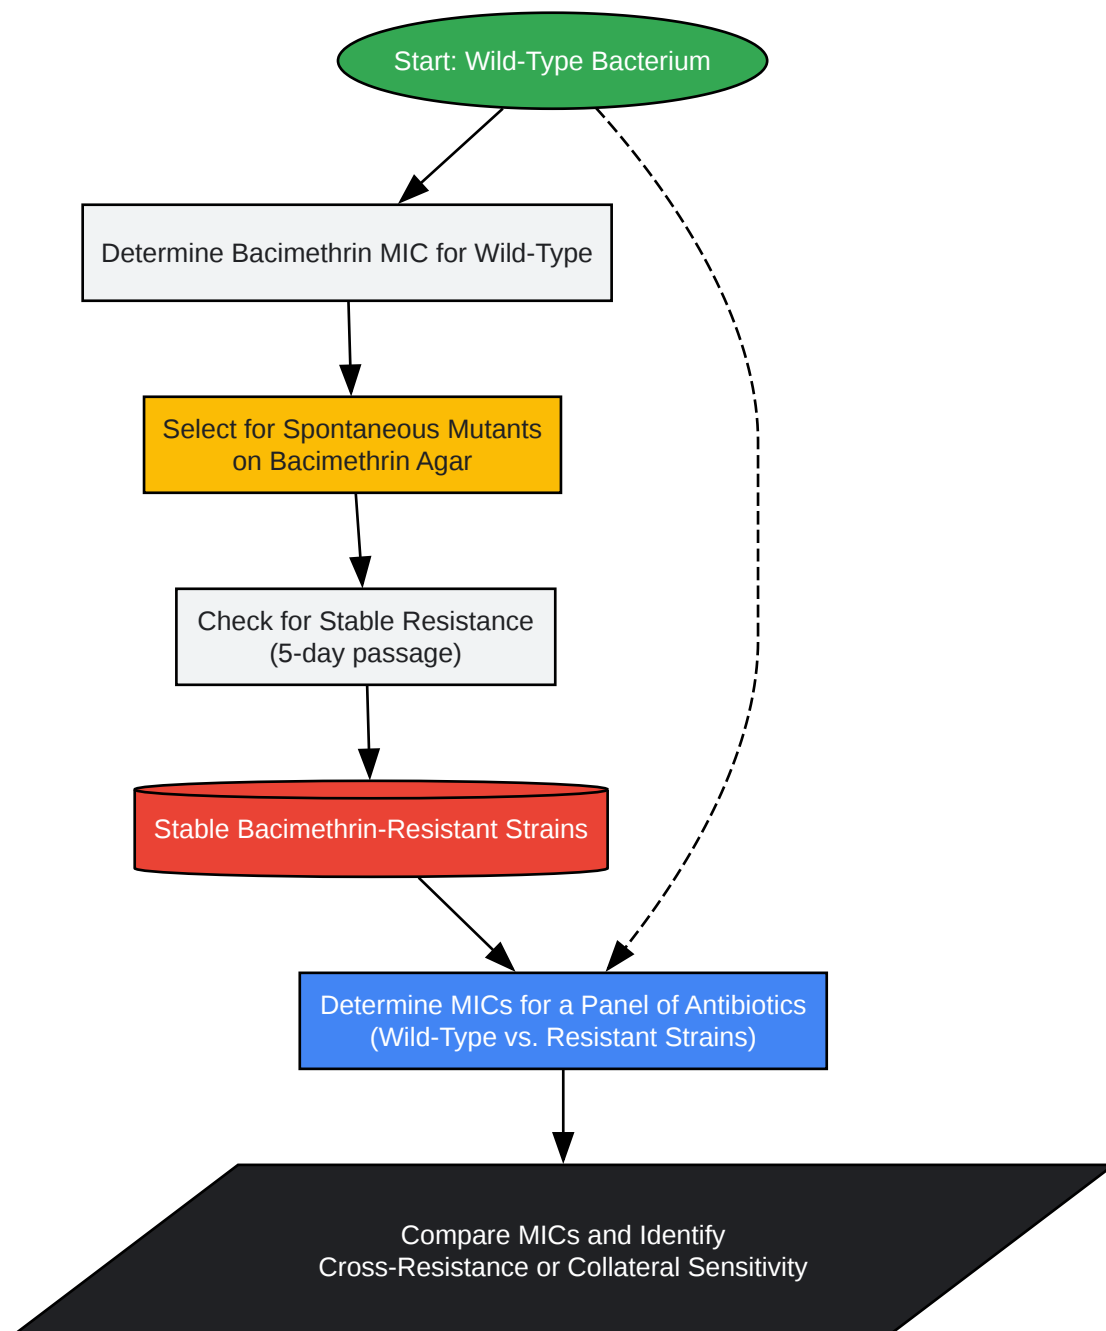 Start: Wild-Type Bacterium
Determine Bacimethrin MIC for Wild-Type
Select for Spontaneous Mutants
on Bacimethrin Agar
Check for Stable Resistance
(5-day passage)
Stable Bacimethrin-Resistant Strains
Determine MICs for a Panel of Antibiotics
(Wild-Type vs. Resistant Strains)
Compare MICs and Identify
Cross-Resistance or Collateral Sensitivity